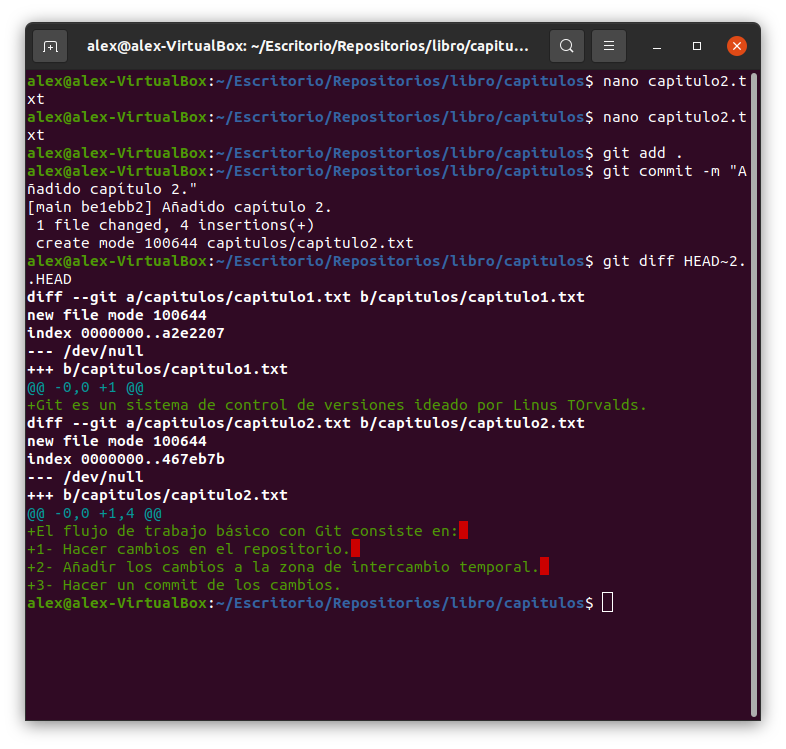 alex@alex-VirtualBox: ~/Escritorio/Repositorios/libro/capitu...
alex@alex-VirtualBox:~/Escritorio/Repositorios/libro/capitulos$ nano capitulo2.t
xt
alex@alex-VirtualBox:~/Escritorio/Repositorios/libro/capitulos$ nano capitulo2.t
xt
alex@alex-VirtualBox:~/Escritorio/Repositorios/libro/capitulos$ git add .
alex@alex-VirtualBox:~/Escritorio/Repositorios/libro/capitulos$ git commit -m "A
ñadido capítulo 2."
[main be1ebb2] Añadido capítulo 2.
 1 file changed, 4 insertions(+)
 create mode 100644 capitulos/capitulo2.txt
alex@alex-VirtualBox:~/Escritorio/Repositorios/libro/capitulos$ git diff HEAD~2.
.HEAD
diff --git a/capitulos/capitulo1.txt b/capitulos/capitulo1.txt
new file mode 100644
index 0000000..a2e2207
--- /dev/null
+++ b/capitulos/capitulo1.txt
@@ -0,0 +1 @@
+Git es un sistema de control de versiones ideado por Linus TOrvalds.
diff --git a/capitulos/capitulo2.txt b/capitulos/capitulo2.txt
new file mode 100644
index 0000000..467eb7b
--- /dev/null
+++ b/capitulos/capitulo2.txt
@@ -0,0 +1,4 @@
+El flujo de trabajo básico con Git consiste en:
+1- Hacer cambios en el repositorio.
+2- Añadir los cambios a la zona de intercambio temporal.
+3- Hacer un commit de los cambios.
alex@alex-VirtualBox:~/Escritorio/Repositorios/libro/capitulos$